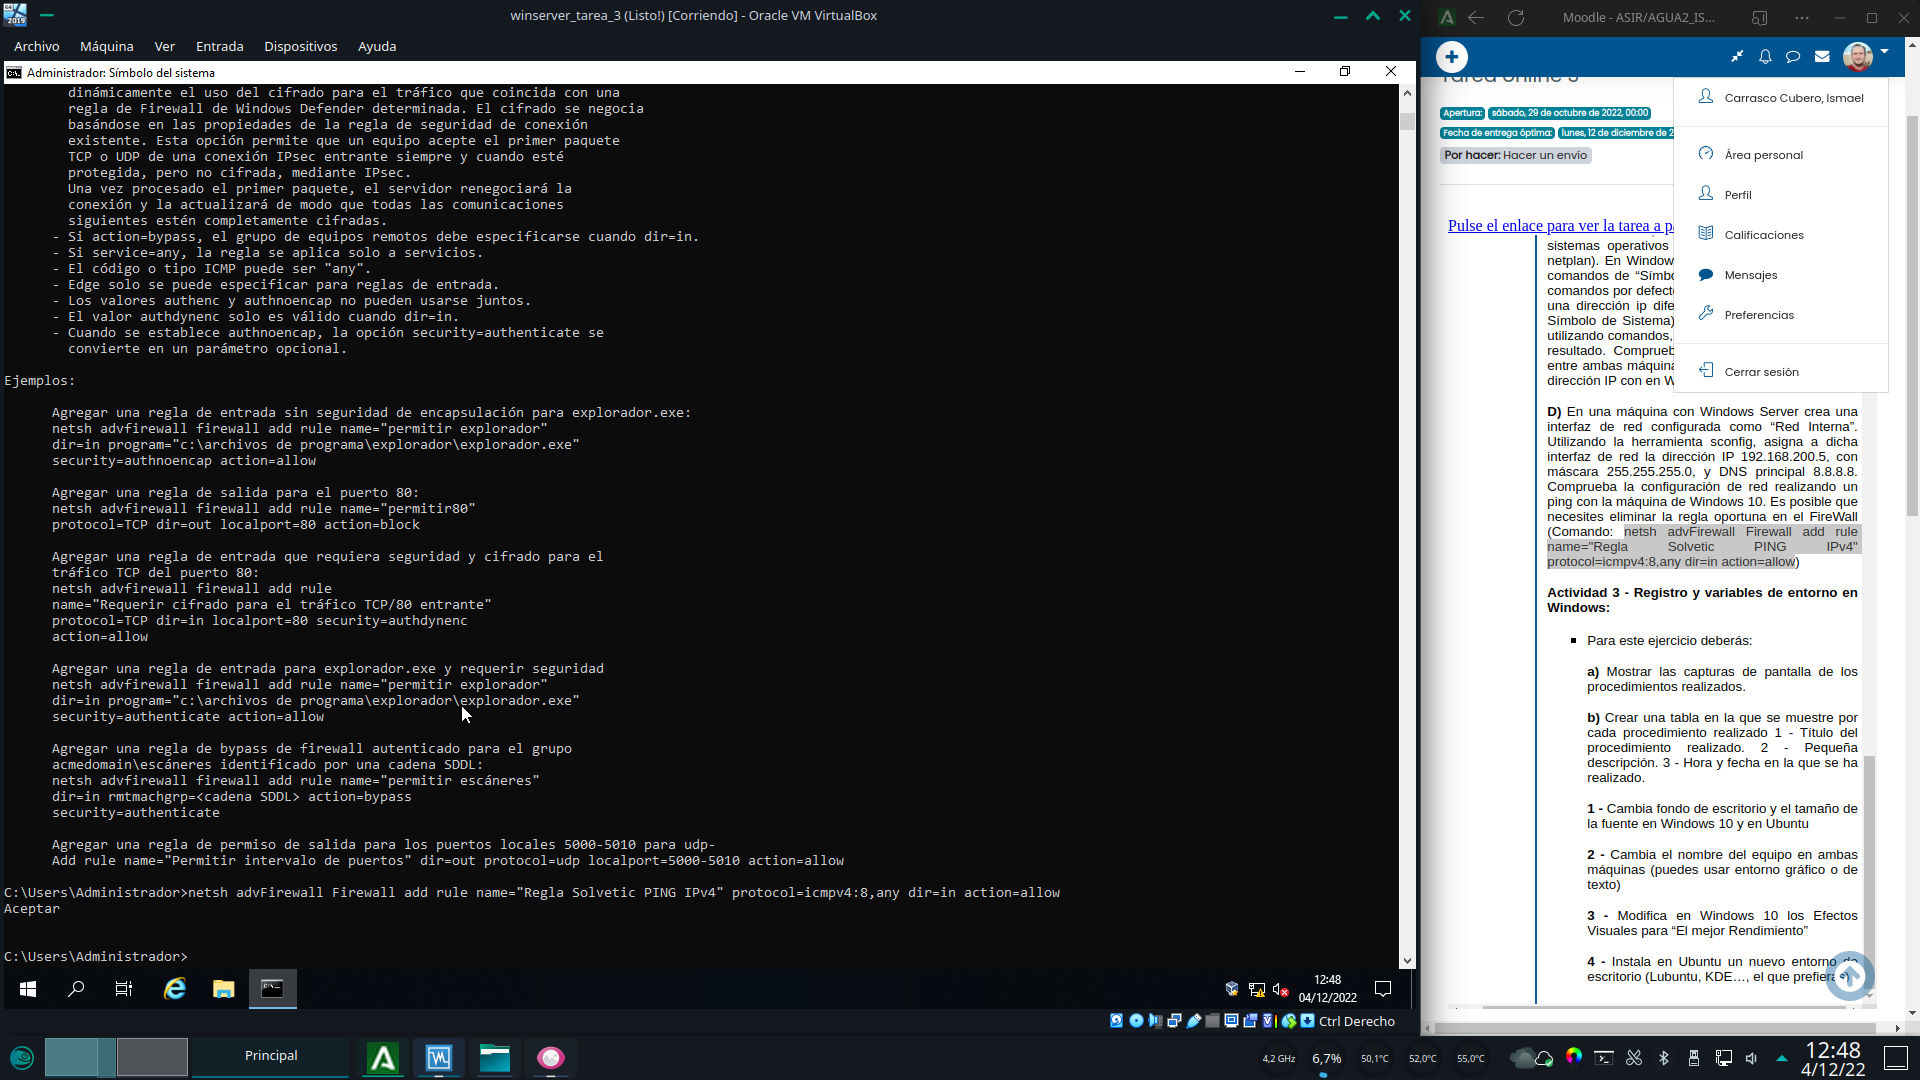 winserver_tarea_3 (Listo!) [Corriendo] - Oracle VM VirtualBox
Archivo Máquina Ver Entrada Dispositivos Ayuda
Administrador: Símbolo del sistema
dinámicamente el uso del cifrado para el tráfico que coincida con una
regla de Firewall de Windows Defender determinada. El cifrado se negocia
basándose en las propiedades de la regla de seguridad de conexión
existente. Esta opción permite que un equipo acepte el primer paquete
TCP o UDP de una conexión IPsec entrante siempre y cuando esté
protegida, pero no cifrada, mediante IPsec.
Una vez procesado el primer paquete, el servidor renegociará la
conexión y la actualizará de modo que todas las comunicaciones
siguientes estén completamente cifradas.
- Si action=bypass, el grupo de equipos remotos debe especificarse cuando dir=in.
- Si service=any, la regla se aplica solo a servicios.
- El código o tipo ICMP puede ser "any".
- Edge solo se puede especificar para reglas de entrada.
- Los valores authenc y authnoencap no pueden usarse juntos.
- El valor authdynenc solo es válido cuando dir=in.
- Cuando se establece authnoencap, la opción security=authenticate se
convierte en un parámetro opcional.
Ejemplos:
Agregar una regla de entrada sin seguridad de encapsulación para explorador.exe:
netsh advfirewall firewall add rule name="permitir explorador"
dir=in program="c:\archivos de programa\explorador\explorador.exe"
security=authnoencap action=allow
Agregar una regla de salida para el puerto 80:
netsh advfirewall firewall add rule name="permitir80"
protocol=TCP dir=out localport=80 action=block
Agregar una regla de entrada que requiera seguridad y cifrado para el
tráfico TCP del puerto 80:
netsh advfirewall firewall add rule
name="Requerir cifrado para el tráfico TCP/80 entrante"
protocol=TCP dir=in localport=80 security=authdynenc
action=allow
Agregar una regla de entrada para explorador.exe y requerir seguridad
netsh advfirewall firewall add rule name="permitir explorador"
dir=in program="c:\archivos de programa\explorador\explorador.exe"
security=authenticate action=allow
Agregar una regla de bypass de firewall autenticado para el grupo
acmedomain\escáneres identificado por una cadena SDDL:
netsh advfirewall firewall add rule name="permitir escáneres"
dir=in rmtmachgrp=<cadena SDDL> action=bypass
security=authenticate
Agregar una regla de permiso de salida para los puertos locales 5000-5010 para udp-
Add rule name="Permitir intervalo de puertos" dir=out protocol=udp localport=5000-5010 action=allow
C:\Users\Administrador>netsh advFirewall Firewall add rule name="Regla Solvetic PING IPv4" protocol=icmpv4:8,any dir=in action=allow
Aceptar
C:\Users\Administrador>
12:48
04/12/2022
Ctrl Derecho
Moodle - ASIR/AGUA2_IS...
Apertura: sábado, 29 de octubre de 2022, 00:00
Fecha de entrega óptima: lunes, 12 de diciembre de 2
Por hacer: Hacer un envío
Carrasco Cubero, Ismael
Área personal
Perfil
Calificaciones
Mensajes
Preferencias
Cerrar sesión
Pulse el enlace para ver la tarea a p
sistemas operativos
netplan). En Window
comandos de "Símbo
comandos por defect
una dirección ip dife
Símbolo de Sistema)
utilizando comandos,
resultado. Comprueb
entre ambas máquina
dirección IP con en W
D) En una máquina con Windows Server crea una
interfaz de red configurada como "Red Interna".
Utilizando la herramienta sconfig, asigna a dicha
interfaz de red la dirección IP 192.168.200.5, con
máscara 255.255.255.0, y DNS principal 8.8.8.8.
Comprueba la configuración de red realizando un
ping con la máquina de Windows 10. Es posible que
necesites eliminar la regla oportuna en el FireWall
(Comando: netsh advFirewall Firewall add rule
name="Regla Solvetic PING IPv4"
protocol=icmpv4:8,any dir=in action=allow)
Actividad 3 - Registro y variables de entorno en
Windows:
Para este ejercicio deberás:
a) Mostrar las capturas de pantalla de los
procedimientos realizados.
b) Crear una tabla en la que se muestre por
cada procedimiento realizado 1 - Título del
procedimiento realizado. 2 - Pequeña
descripción. 3 - Hora y fecha en la que se ha
realizado.
1 - Cambia fondo de escritorio y el tamaño de
la fuente en Windows 10 y en Ubuntu
2 - Cambia el nombre del equipo en ambas
máquinas (puedes usar entorno gráfico o de
texto)
3 - Modifica en Windows 10 los Efectos
Visuales para "El mejor Rendimiento"
4 - Instala en Ubuntu un nuevo entorno de
escritorio (Lubuntu, KDE…, el que prefieras)
Principal
4,2 GHz 6,7% 50,1°C 52,0°C 55,0°C
12:48
4/12/22